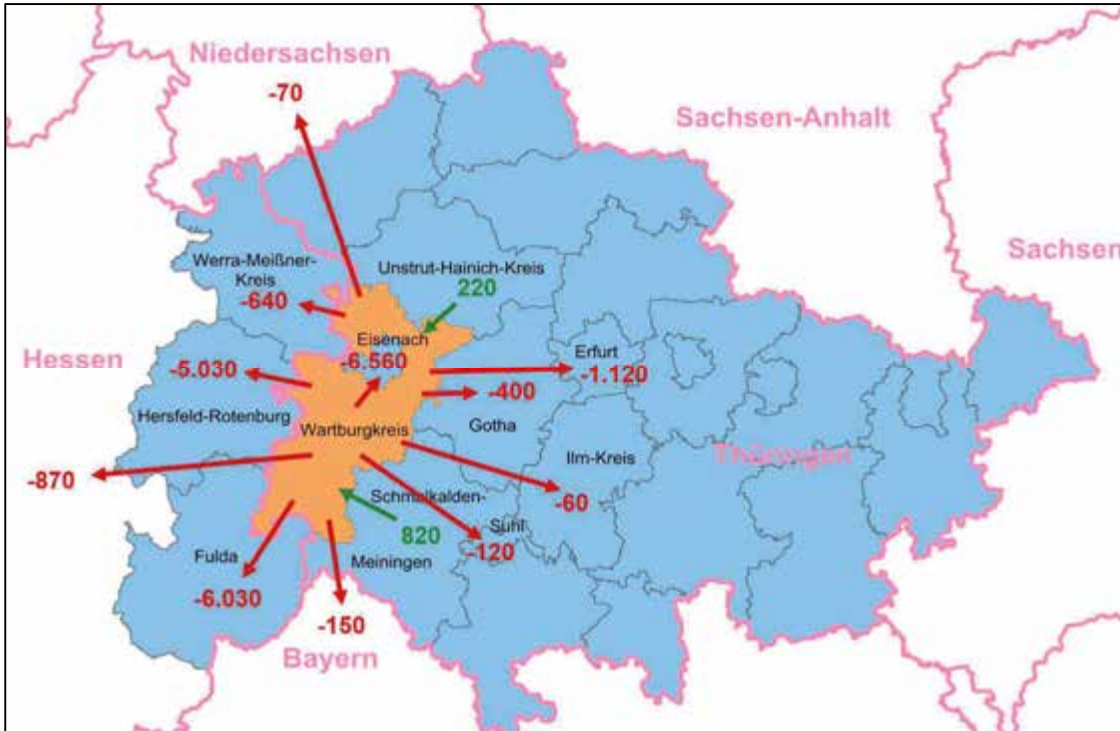 Niedersachsen
-70
Sachsen-Anhalt
Sachsen
Werra-Meißner-
Kreis
-640
Unstrut-Hainich-Kreis
220
Eisenach
-6.560
Hessen
-5.030
Erfurt
-1.120
-400
Hersfeld-Rotenburg
Wartburgkreis
Gotha
Ilm-Kreis
Thüringen
-870
-60
Schmalkalden-
820
Suhl
-120
Meiningen
Fulda
-6.030
-150
Bayern